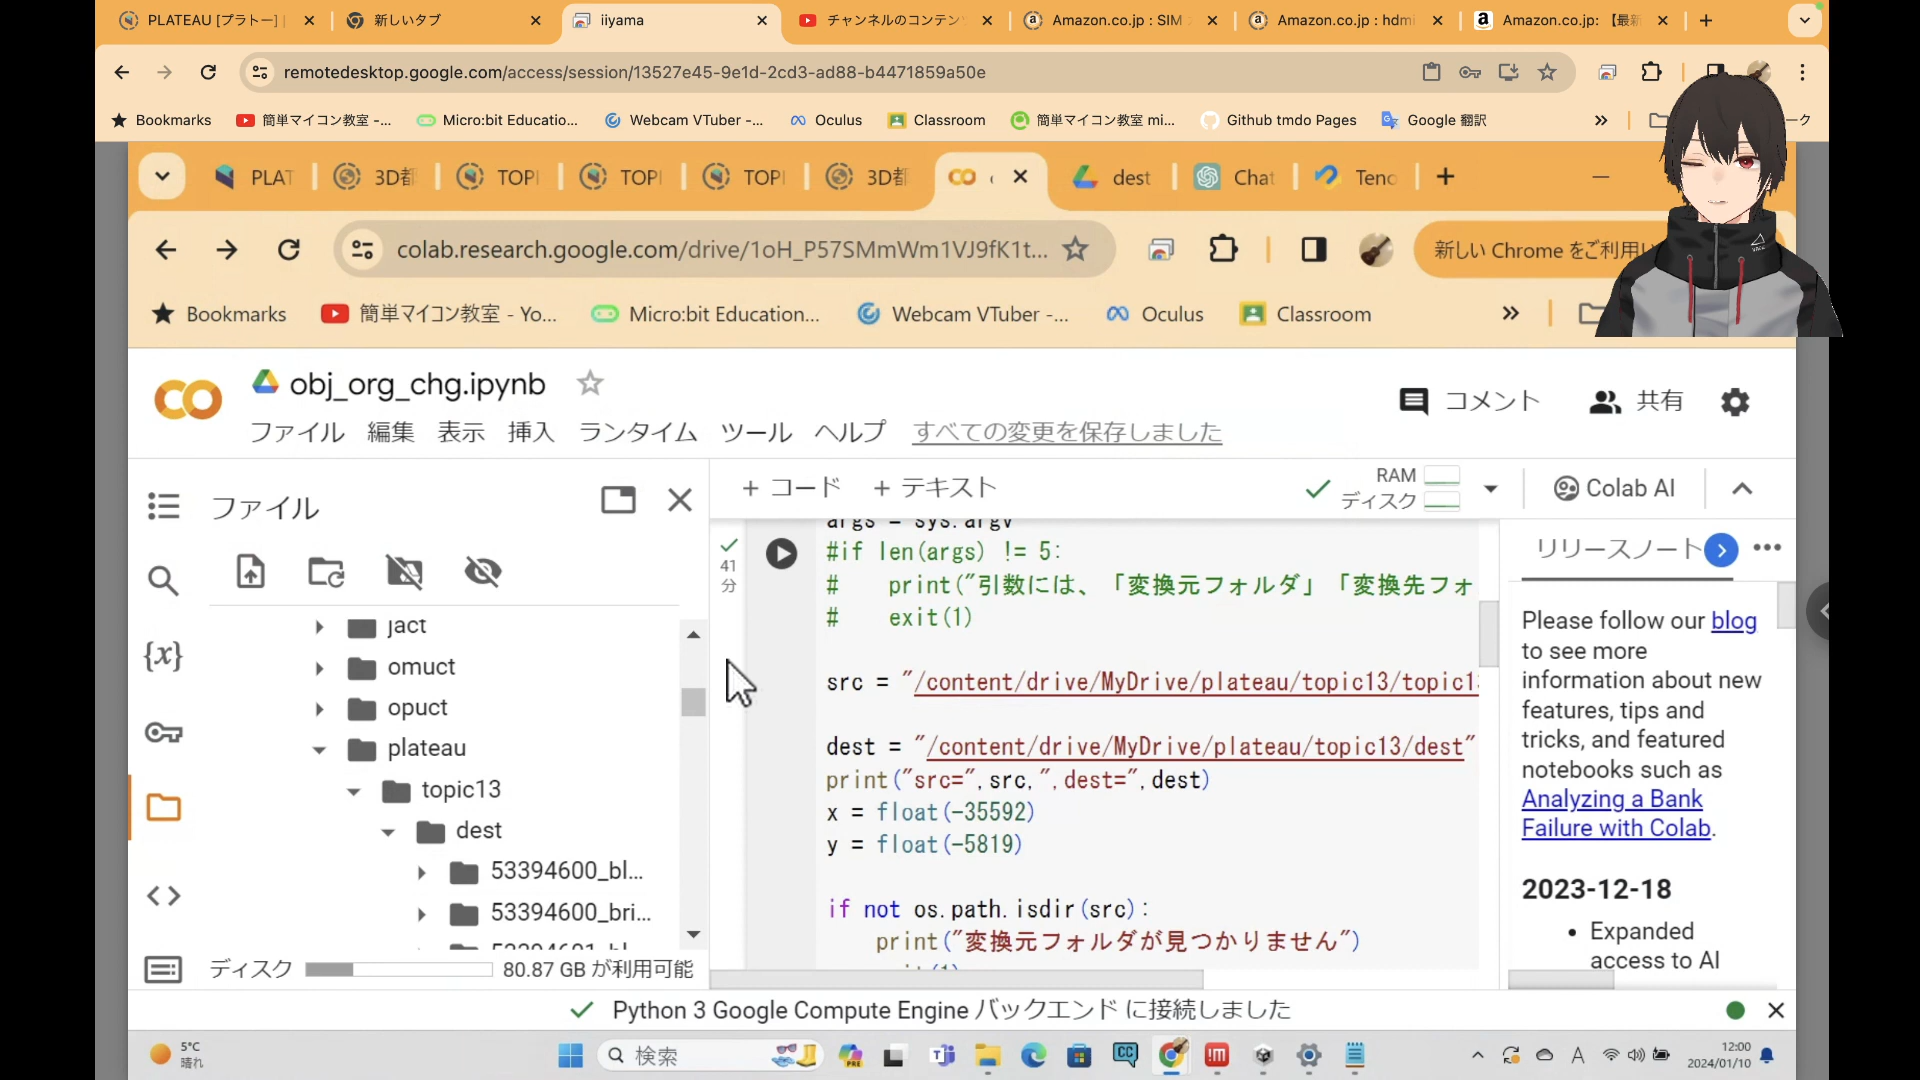 PLATEAU [プラトー] |
新しいタブ
iiyama
チャンネルのコンテン
Amazon.co.jp : SIM
Amazon.co.jp : hdmi
Amazon.co.jp: 【最新
remotedesktop.google.com/access/session/13527e45-9e1d-2cd3-ad88-b4471859a50e
Bookmarks
簡単マイコン教室 -...
Micro:bit Educatio...
Webcam VTuber -...
Oculus
Classroom
簡単マイコン教室 mi...
Github tmdo Pages
Google 翻訳
ーク
PLAT
3D都
TOPI
TOPI
TOPI
3D都
dest
Chat
Tenc
colab.research.google.com/drive/1oH_P57SMmWm1VJ9fK1t...
新しい Chrome をご利用い
Bookmarks
簡単マイコン教室 - Yo...
Micro:bit Education...
Webcam VTuber -...
Oculus
Classroom
obj_org_chg.ipynb
コメント
共有
ファイル 編集 表示 挿入 ランタイム ツール ヘルプ すべての変更を保存しました
ファイル
+ コード + テキスト
RAM
ディスク
Colab AI
jact
omuct
opuct
plateau
topic13
dest
53394600_bl...
53394600_bri...
ディスク
80.87 GB が利用可能
41
分
args = sys.argv
#if len(args) != 5:
#    print("引数には、「変換元フォルダ」「変換先フォ
#    exit(1)
src = "/content/drive/MyDrive/plateau/topic13/topic1
dest = "/content/drive/MyDrive/plateau/topic13/dest"
print("src=",src,",dest=",dest)
x = float(-35592)
y = float(-5819)
if not os.path.isdir(src):
    print("変換元フォルダが見つかりません")
リリースノート
Please follow our blog
to see more
information about new
features, tips and
tricks, and featured
notebooks such as
Analyzing a Bank
Failure with Colab.
2023-12-18
• Expanded
access to AI
Python 3 Google Compute Engine バックエンド に接続しました
5°C
晴れ
検索
12:00
2024/01/10